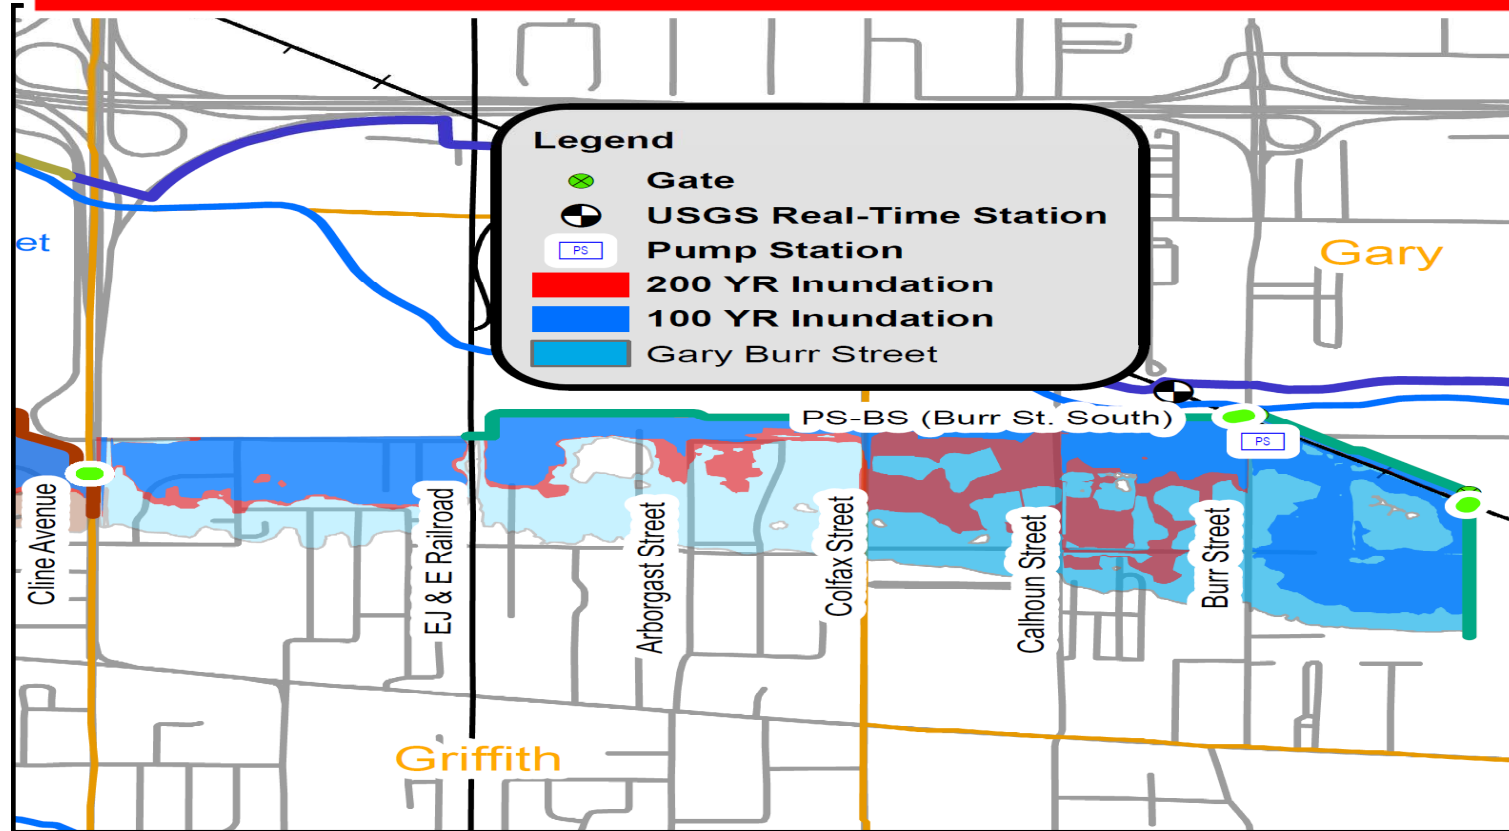 Legend
Gate
USGS Real-Time Station
PS
Pump Station
200 YR Inundation
100 YR Inundation
Gary Burr Street
et
Gary
PS-BS (Burr St. South)
PS
Cline Avenue
EJ & E Railroad
Arborgast Street
Colfax Street
Calhoun Street
Burr Street
Griffith